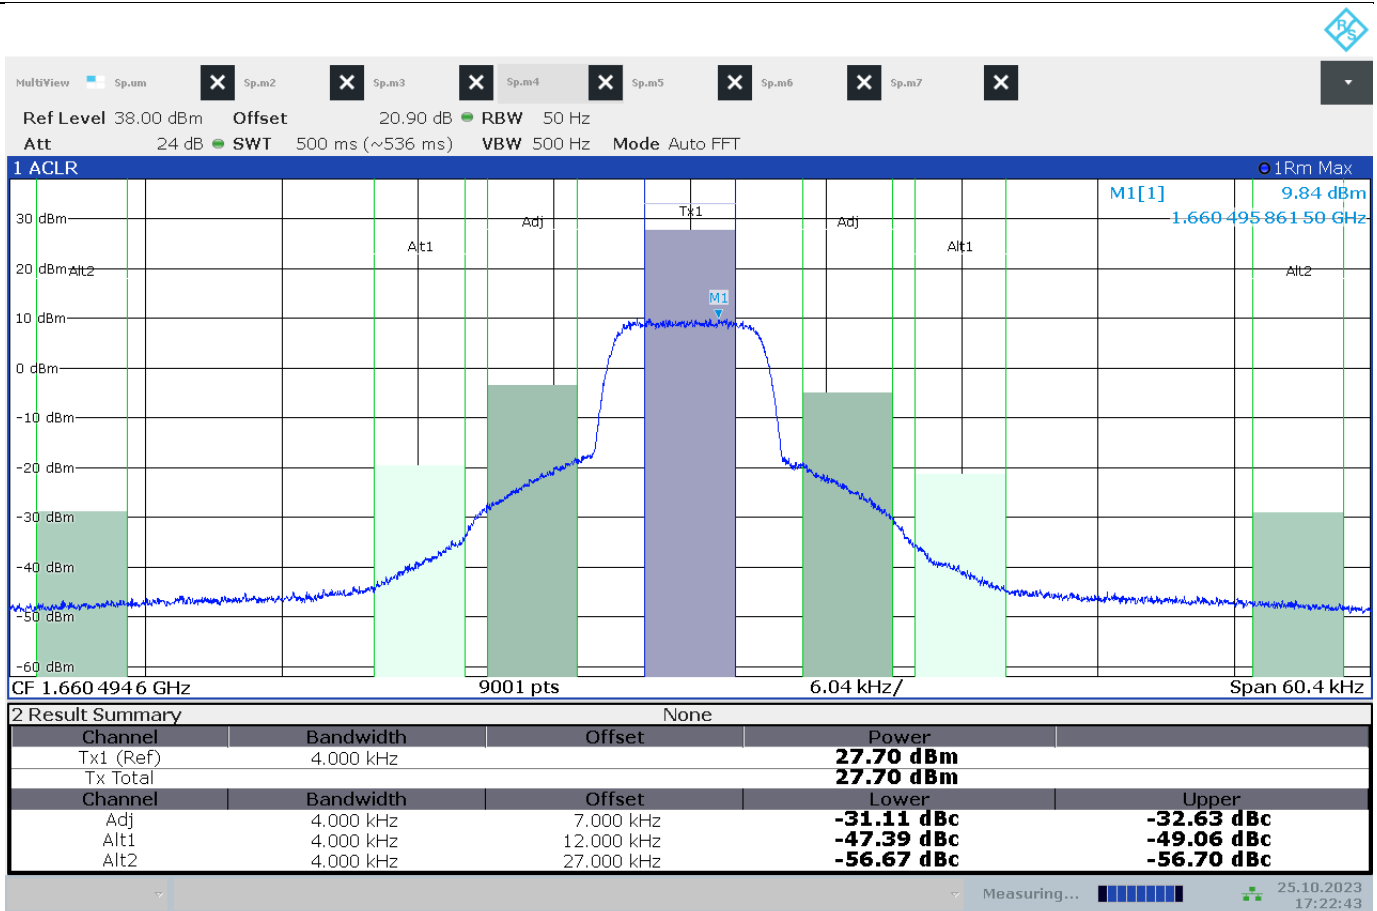 R&S
MultiView Sp.um Sp.m2 Sp.m3 Sp.m4 Sp.m5 Sp.m6 Sp.m7
Ref Level 38.00 dBm Offset 20.90 dB RBW 50 Hz
Att 24 dB SWT 500 ms (~536 ms) VBW 500 Hz Mode Auto FFT
1 ACLR 1Rm Max
M1[1] 9.84 dBm
1.660 495 861 50 GHz
30 dBm
20 dBm
10 dBm
0 dBm
-10 dBm
-20 dBm
-30 dBm
-40 dBm
-50 dBm
-60 dBm
Alt2 Alt1 Adj Tx1 Adj Alt1 Alt2
M1
CF 1.660 494 6 GHz 9001 pts 6.04 kHz/ Span 60.4 kHz
2 Result Summary None
Channel Bandwidth Offset Power
Tx1 (Ref) 4.000 kHz 27.70 dBm
Tx Total 27.70 dBm
Channel Bandwidth Offset Lower Upper
Adj 4.000 kHz 7.000 kHz -31.11 dBc -32.63 dBc
Alt1 4.000 kHz 12.000 kHz -47.39 dBc -49.06 dBc
Alt2 4.000 kHz 27.000 kHz -56.67 dBc -56.70 dBc
Measuring... 25.10.2023
17:22:43